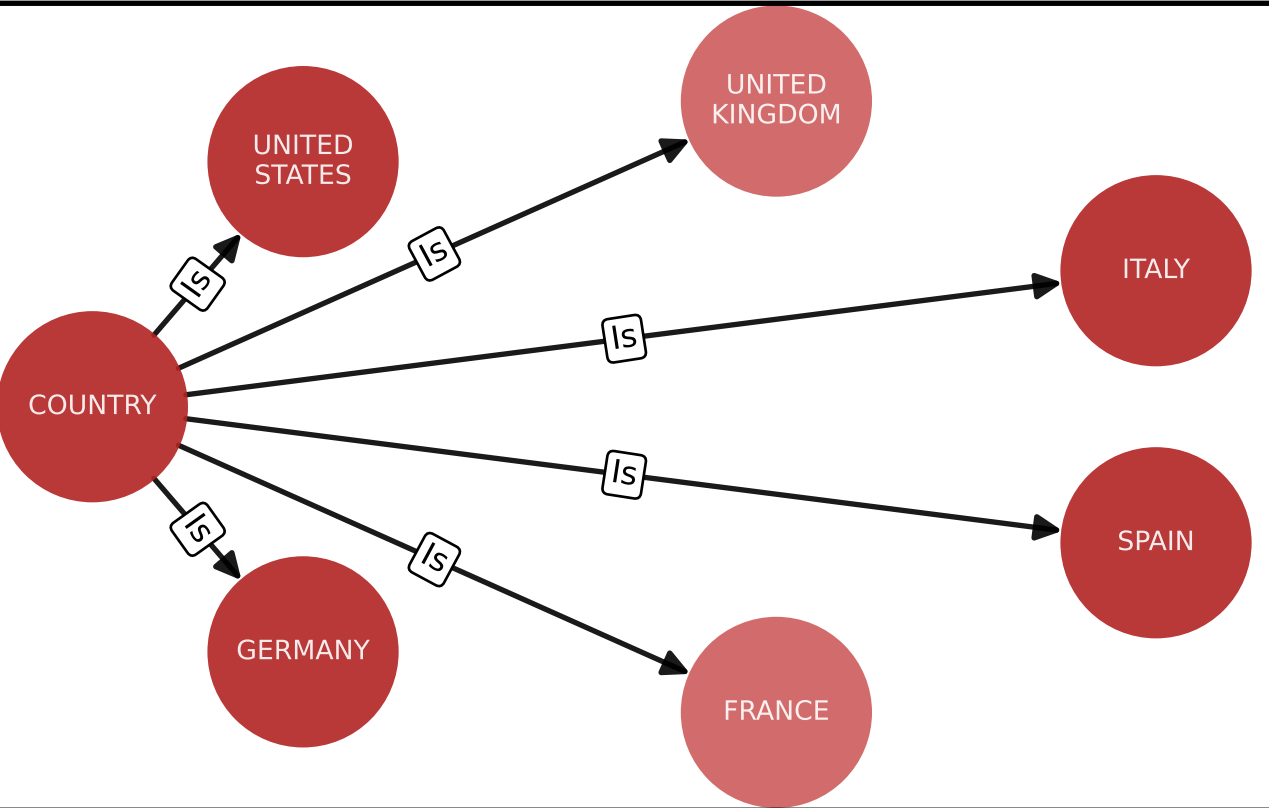 UNITED
KINGDOM
UNITED
STATES
Is
Is
ITALY
Is
COUNTRY
Is
SPAIN
Is
Is
GERMANY
FRANCE